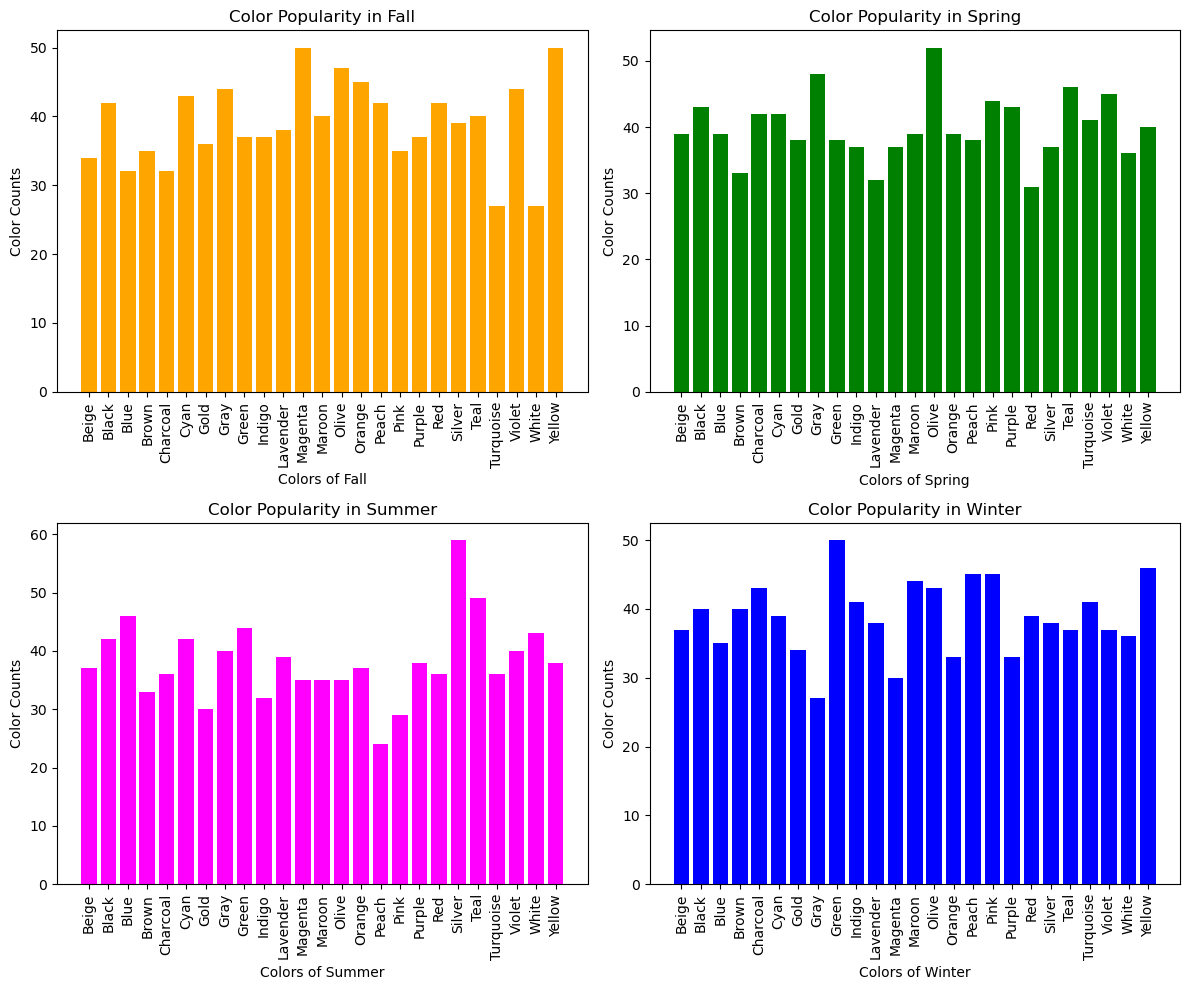 Color Popularity in Fall
50
40
30
20
10
0
Color Counts
Beige
Black
Blue
Brown
Charcoal
Cyan
Gold
Gray
Green
Indigo
Lavender
Magenta
Maroon
Olive
Orange
Peach
Pink
Purple
Red
Silver
Teal
Turquoise
Violet
White
Yellow
Colors of Fall
Color Popularity in Spring
50
40
30
20
10
0
Color Counts
Beige
Black
Blue
Brown
Charcoal
Cyan
Gold
Gray
Green
Indigo
Lavender
Magenta
Maroon
Olive
Orange
Peach
Pink
Purple
Red
Silver
Teal
Turquoise
Violet
White
Yellow
Colors of Spring
Color Popularity in Summer
60
50
40
30
20
10
0
Color Counts
Beige
Black
Blue
Brown
Charcoal
Cyan
Gold
Gray
Green
Indigo
Lavender
Magenta
Maroon
Olive
Orange
Peach
Pink
Purple
Red
Silver
Teal
Turquoise
Violet
White
Yellow
Colors of Summer
Color Popularity in Winter
50
40
30
20
10
0
Color Counts
Beige
Black
Blue
Brown
Charcoal
Cyan
Gold
Gray
Green
Indigo
Lavender
Magenta
Maroon
Olive
Orange
Peach
Pink
Purple
Red
Silver
Teal
Turquoise
Violet
White
Yellow
Colors of Winter